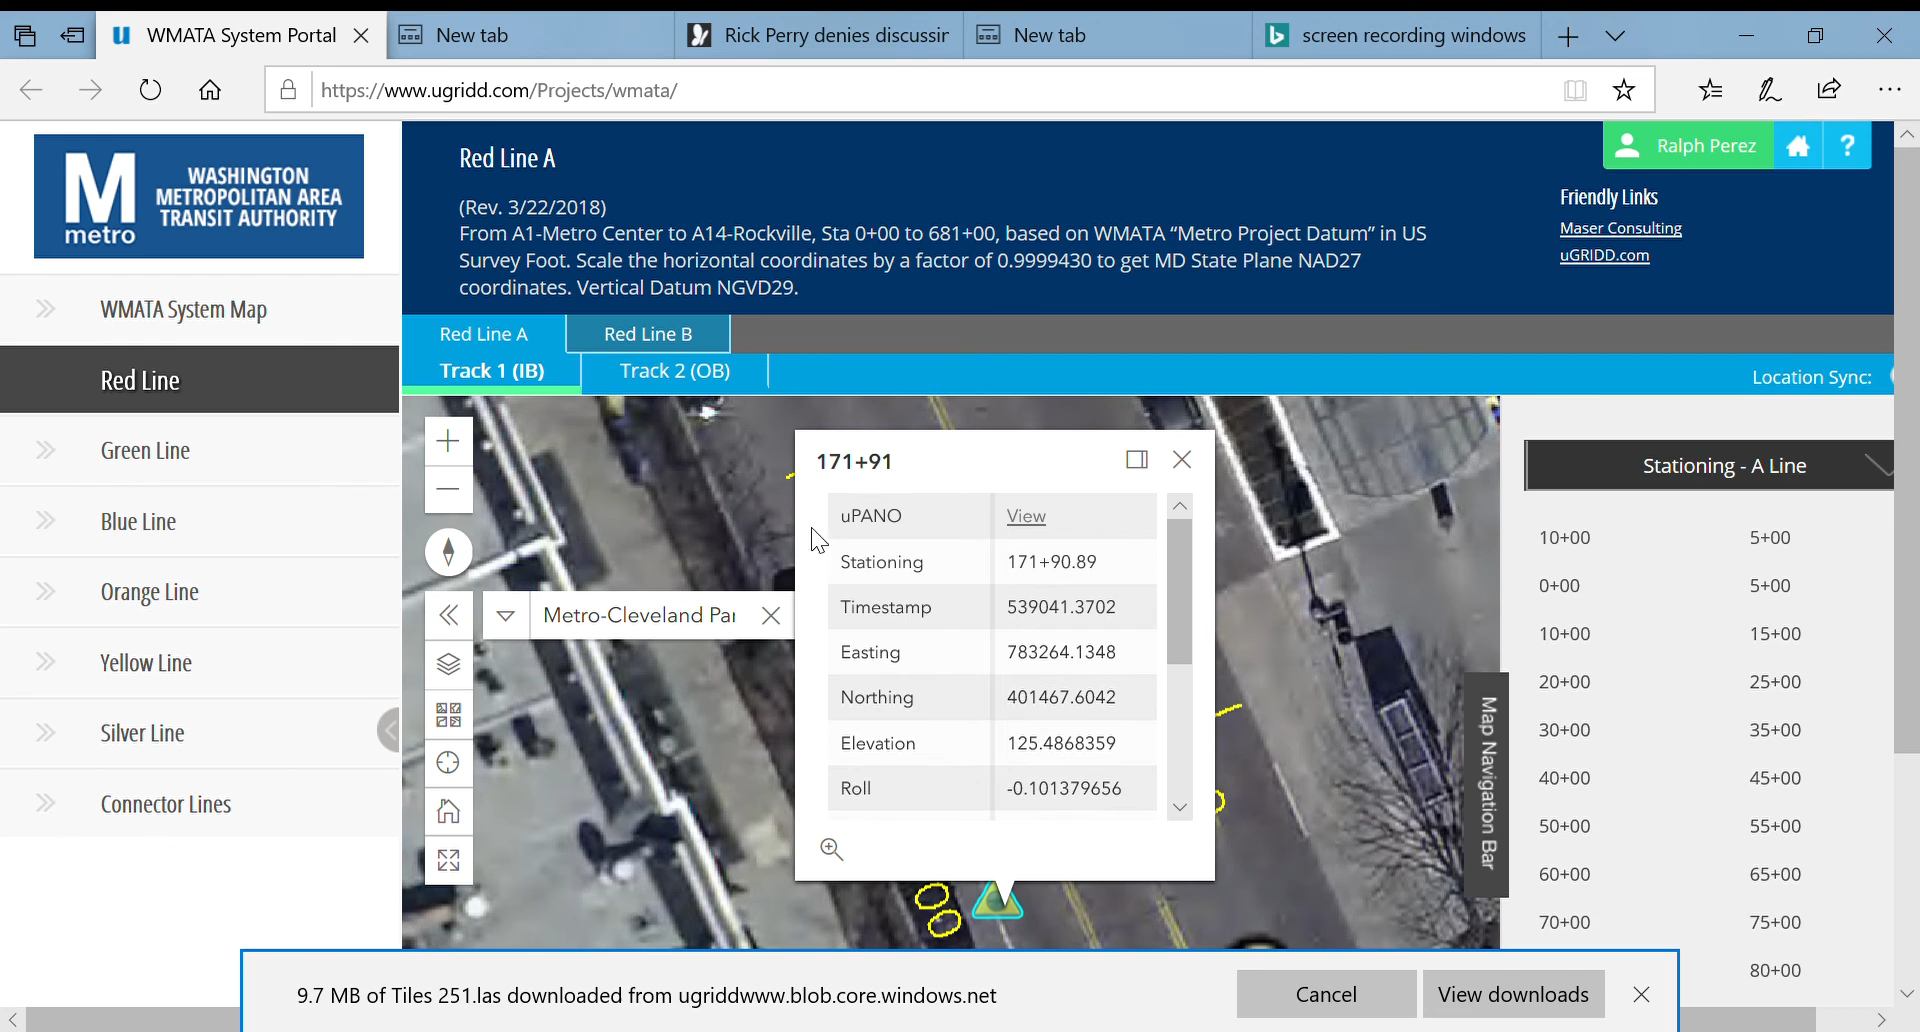 WMATA System Portal
New tab
Rick Perry denies discussin
New tab
screen recording windows
https://www.ugridd.com/Projects/wmata/
M
metro
WASHINGTON
METROPOLITAN AREA
TRANSIT AUTHORITY
WMATA System Map
Red Line
Green Line
Blue Line
Orange Line
Yellow Line
Silver Line
Connector Lines
Red Line A
(Rev. 3/22/2018)
From A1-Metro Center to A14-Rockville, Sta 0+00 to 681+00, based on WMATA “Metro Project Datum” in US
Survey Foot. Scale the horizontal coordinates by a factor of 0.9999430 to get MD State Plane NAD27
coordinates. Vertical Datum NGVD29.
Ralph Perez
?
Friendly Links
Maser Consulting
uGRIDD.com
Red Line A
Red Line B
Track 1 (IB)
Track 2 (OB)
Location Sync:
Metro-Cleveland Par
171+91
uPANO View
Stationing 171+90.89
Timestamp 539041.3702
Easting 783264.1348
Northing 401467.6042
Elevation 125.4868359
Roll -0.101379656
Map Navigation Bar
Stationing - A Line
10+00 5+00
0+00 5+00
10+00 15+00
20+00 25+00
30+00 35+00
40+00 45+00
50+00 55+00
60+00 65+00
70+00 75+00
80+00
9.7 MB of Tiles 251.las downloaded from ugriddwww.blob.core.windows.net
Cancel
View downloads